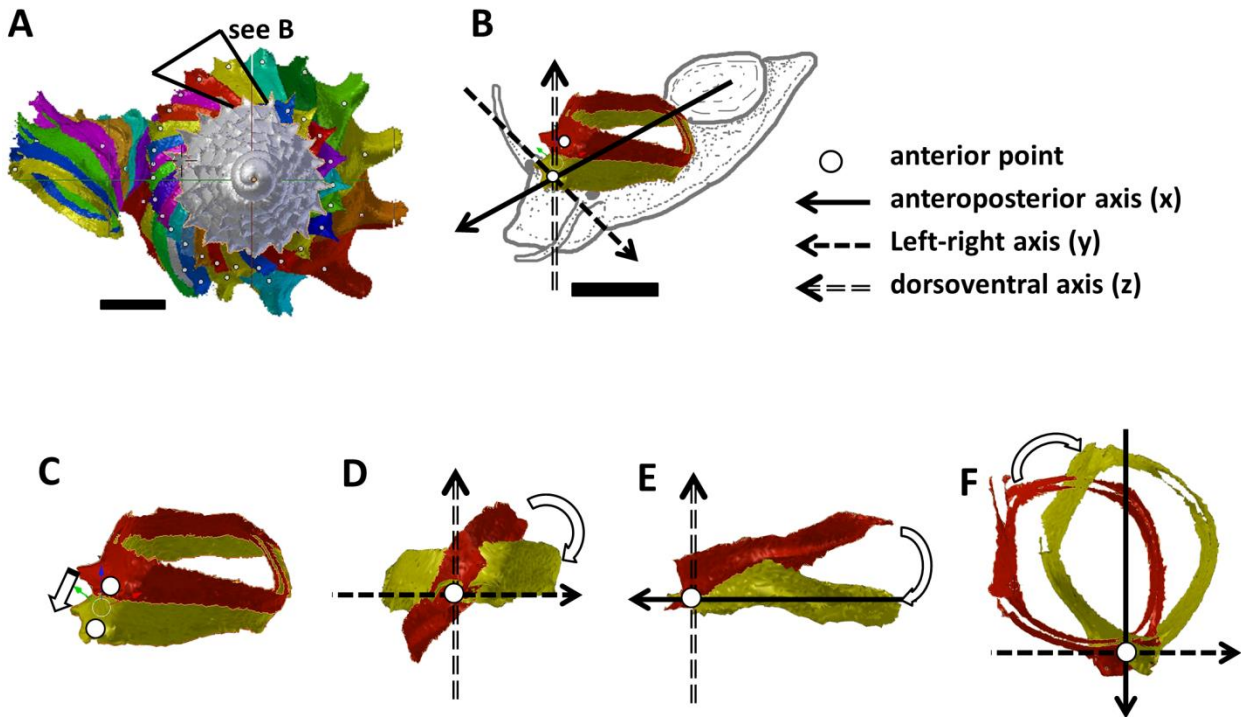 A
see B
B
anterior point
anteroposterior axis (x)
Left-right axis (y)
dorsoventral axis (z)
C
D
E
F